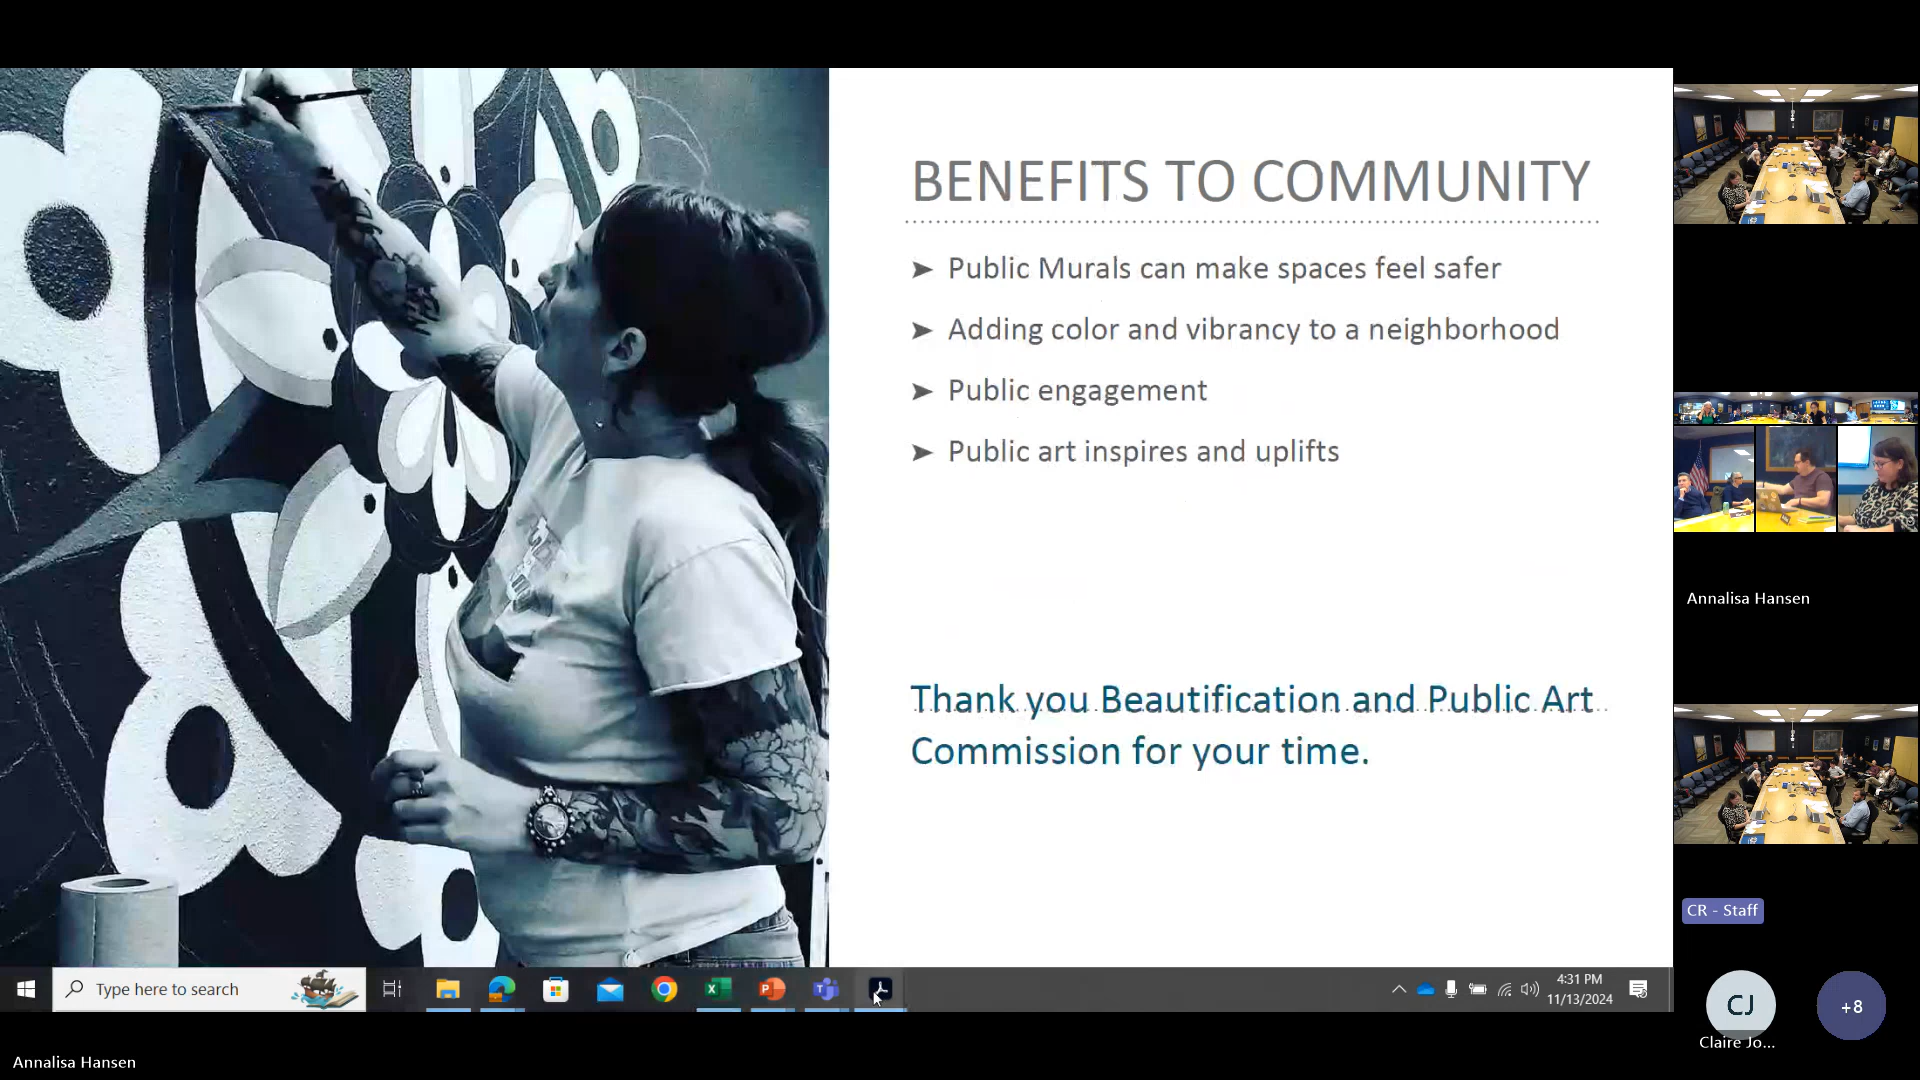 BENEFITS TO COMMUNITY
Public Murals can make spaces feel safer
Adding color and vibrancy to a neighborhood
Public engagement
Public art inspires and uplifts
Thank you Beautification and Public Art
Commission for your time.
Annalisa Hansen
CR - Staff
CJ
+8
Claire Jo...
Type here to search
4:31 PM
11/13/2024
Annalisa Hansen